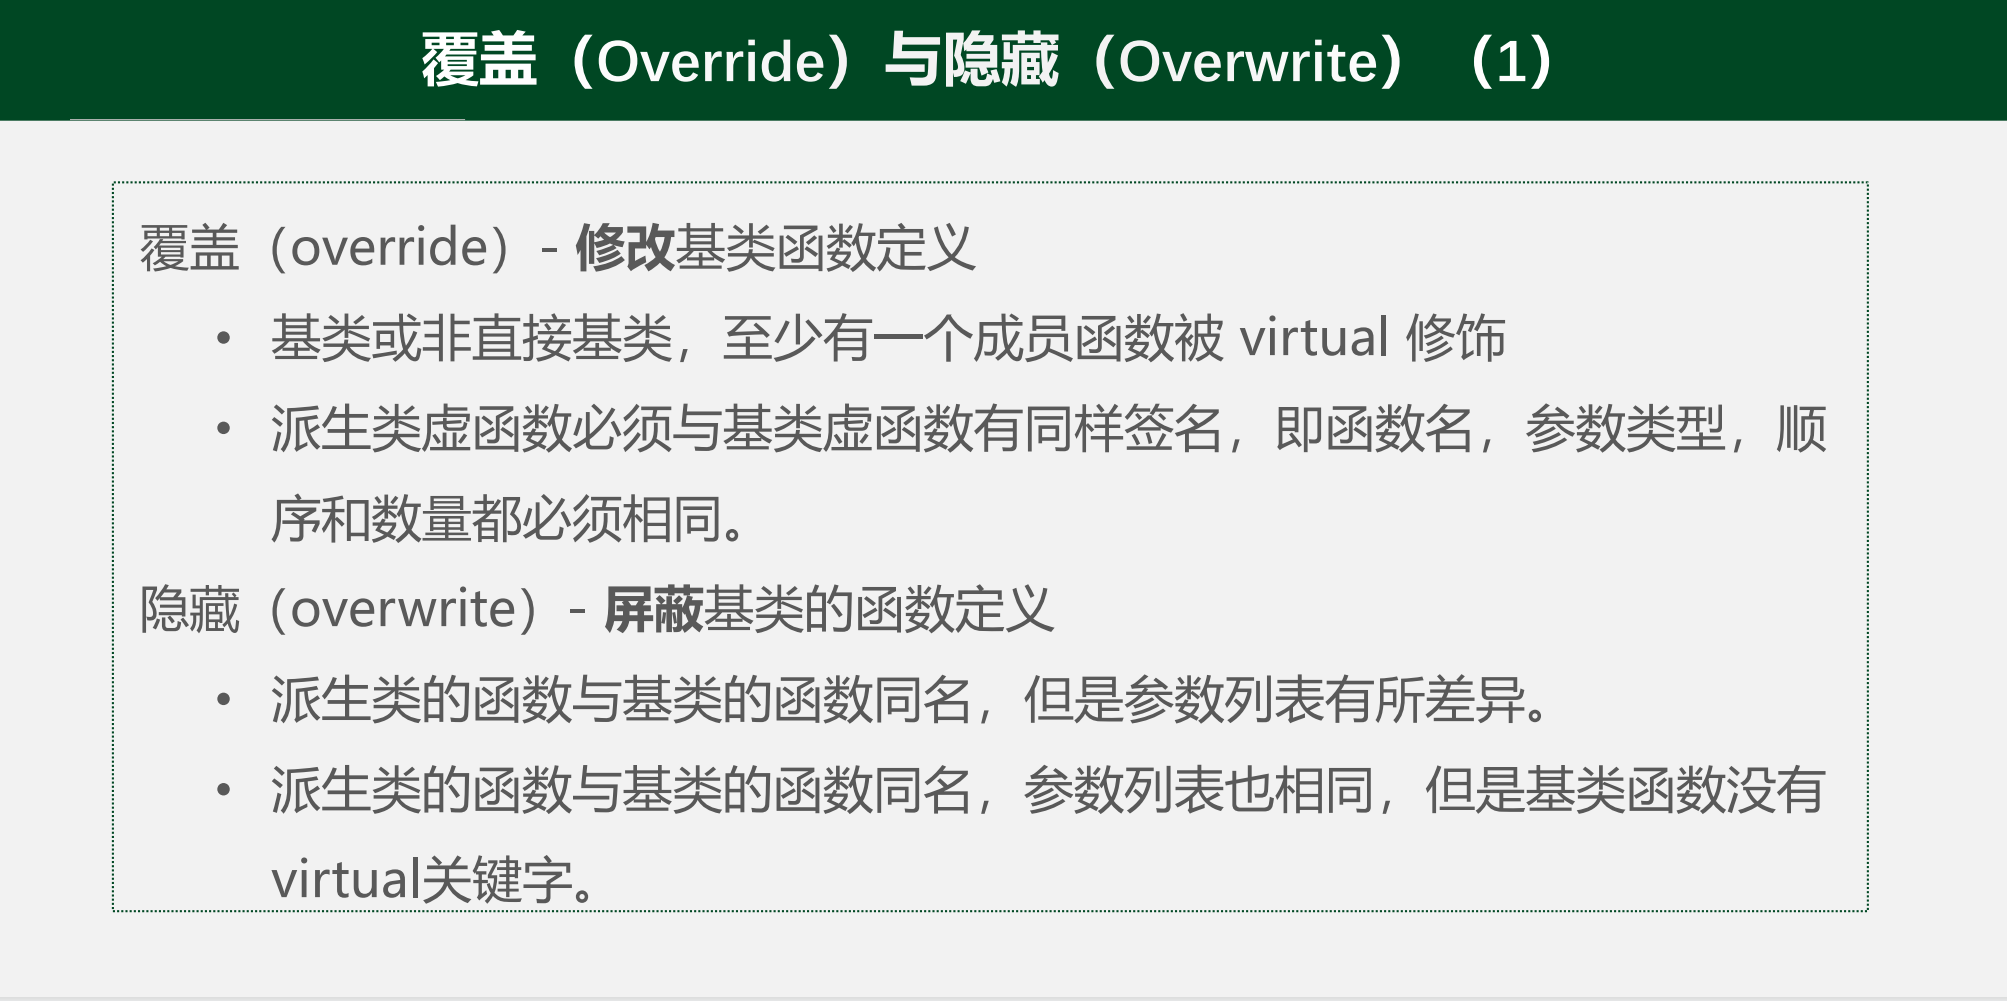 覆盖（Override）与隐藏（Overwrite）（1）
覆盖（override）- 修改基类函数定义
• 基类或非直接基类，至少有一个成员函数被 virtual 修饰
• 派生类虚函数必须与基类虚函数有同样签名，即函数名，参数类型，顺
序和数量都必须相同。
隐藏（overwrite）- 屏蔽基类的函数定义
• 派生类的函数与基类的函数同名，但是参数列表有所差异。
• 派生类的函数与基类的函数同名，参数列表也相同，但是基类函数没有
virtual关键字。